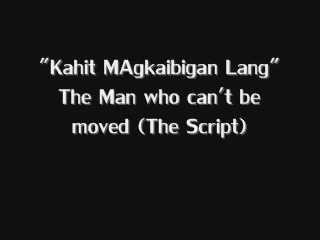 "Kahit MAgkaibigan Lang"
The Man who can't be
moved (The Script)